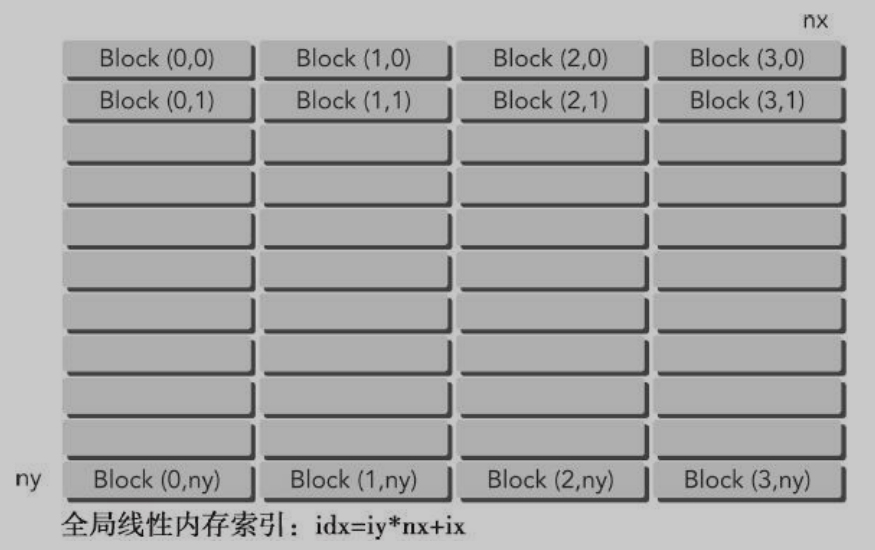 nx
Block (0,0) Block (1,0) Block (2,0) Block (3,0)
Block (0,1) Block (1,1) Block (2,1) Block (3,1)
ny Block (0,ny) Block (1,ny) Block (2,ny) Block (3,ny)
全局线性内存索引：idx=iy*nx+ix